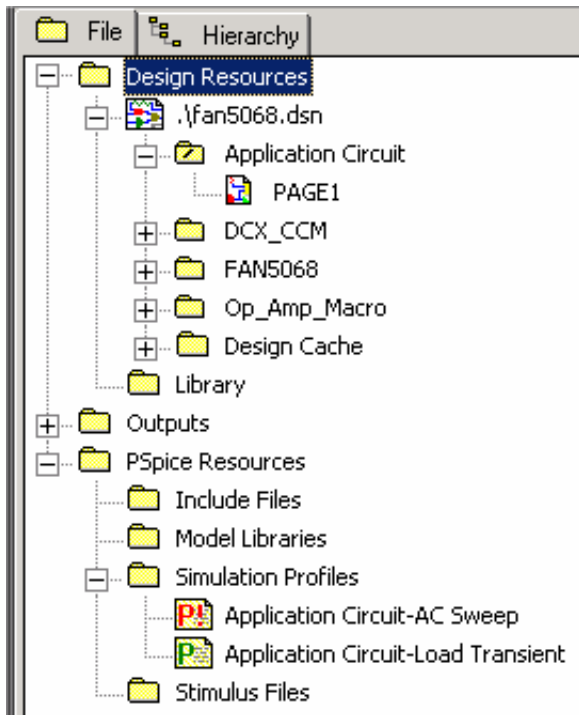 File Hierarchy
Design Resources
.\fan5068.dsn
Application Circuit
PAGE1
DCX_CCM
FAN5068
Op_Amp_Macro
Design Cache
Library
Outputs
PSpice Resources
Include Files
Model Libraries
Simulation Profiles
Application Circuit-AC Sweep
Application Circuit-Load Transient
Stimulus Files